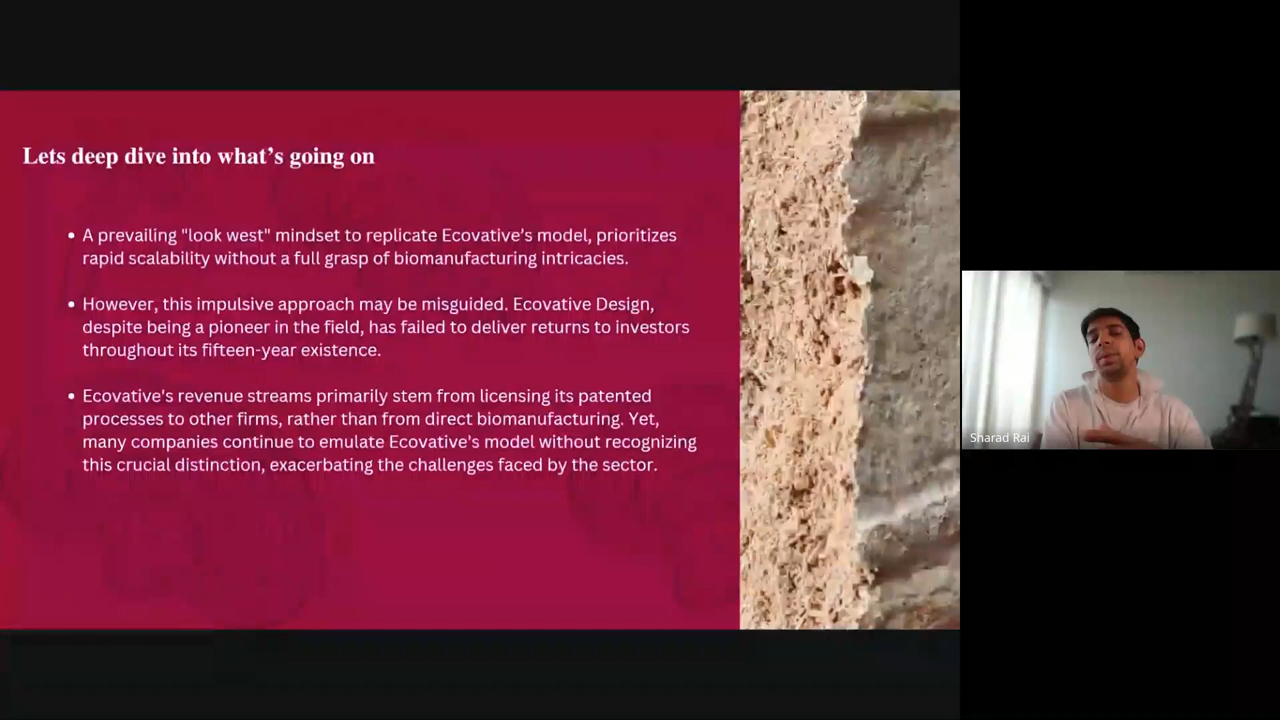 Lets deep dive into what's going on
A prevailing "look west" mindset to replicate Ecovative's model, prioritizes
rapid scalability without a full grasp of biomanufacturing intricacies.
However, this impulsive approach may be misguided. Ecovative Design,
despite being a pioneer in the field, has failed to deliver returns to investors
throughout its fifteen-year existence.
Ecovative's revenue streams primarily stem from licensing its patented
processes to other firms, rather than from direct biomanufacturing. Yet,
many companies continue to emulate Ecovative's model without recognizing
this crucial distinction, exacerbating the challenges faced by the sector.
Sharad Rai